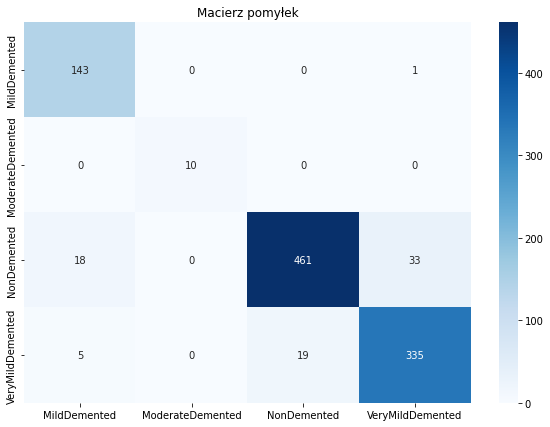 Macierz pomyłek
MildDemented
143
0
0
1
ModerateDemented
0
10
0
0
NonDemented
18
0
461
33
VeryMildDemented
5
0
19
335
MildDemented
ModerateDemented
NonDemented
VeryMildDemented
400
300
200
100
0